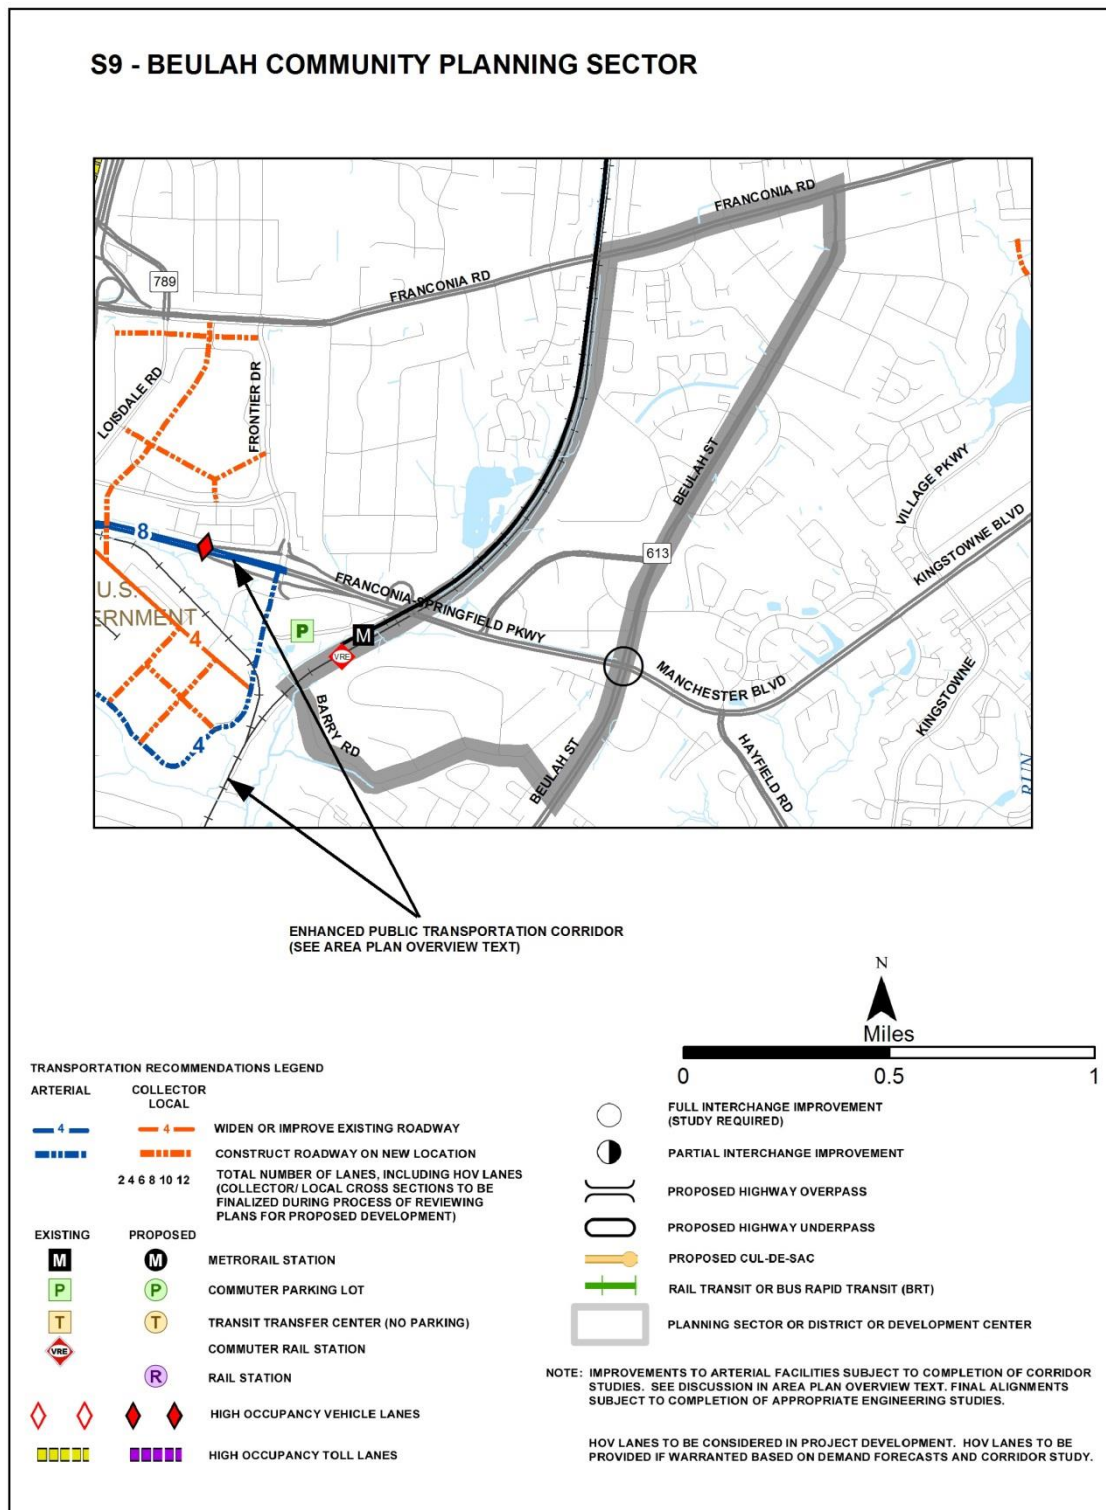 S9 - BEULAH COMMUNITY PLANNING SECTOR
FRANCONIA RD
789
FRANCONIA RD
LOISDALE RD
FRONTIER DR
BEULAH ST
VILLAGE PKWY
KINGSTOWNE BLVD
8
613
FRANCONIA-SPRINGFIELD PKWY
U.S.
ERNMENT
4
P
M
VRE
MANCHESTER BLVD
KINGSTOWNE
BARRY RD
4
BEULAH ST
HAYFIELD RD
RUN
ENHANCED PUBLIC TRANSPORTATION CORRIDOR
(SEE AREA PLAN OVERVIEW TEXT)
N
Miles
0 0.5 1
TRANSPORTATION RECOMMENDATIONS LEGEND
ARTERIAL COLLECTOR
LOCAL
4 4 WIDEN OR IMPROVE EXISTING ROADWAY
CONSTRUCT ROADWAY ON NEW LOCATION
2 4 6 8 10 12 TOTAL NUMBER OF LANES, INCLUDING HOV LANES
(COLLECTOR/ LOCAL CROSS SECTIONS TO BE
FINALIZED DURING PROCESS OF REVIEWING
PLANS FOR PROPOSED DEVELOPMENT)
EXISTING PROPOSED
M M METRORAIL STATION
P P COMMUTER PARKING LOT
T T TRANSIT TRANSFER CENTER (NO PARKING)
VRE COMMUTER RAIL STATION
R RAIL STATION
HIGH OCCUPANCY VEHICLE LANES
HIGH OCCUPANCY TOLL LANES
FULL INTERCHANGE IMPROVEMENT
(STUDY REQUIRED)
PARTIAL INTERCHANGE IMPROVEMENT
PROPOSED HIGHWAY OVERPASS
PROPOSED HIGHWAY UNDERPASS
PROPOSED CUL-DE-SAC
RAIL TRANSIT OR BUS RAPID TRANSIT (BRT)
PLANNING SECTOR OR DISTRICT OR DEVELOPMENT CENTER
NOTE: IMPROVEMENTS TO ARTERIAL FACILITIES SUBJECT TO COMPLETION OF CORRIDOR
STUDIES. SEE DISCUSSION IN AREA PLAN OVERVIEW TEXT. FINAL ALIGNMENTS
SUBJECT TO COMPLETION OF APPROPRIATE ENGINEERING STUDIES.
HOV LANES TO BE CONSIDERED IN PROJECT DEVELOPMENT. HOV LANES TO BE
PROVIDED IF WARRANTED BASED ON DEMAND FORECASTS AND CORRIDOR STUDY.